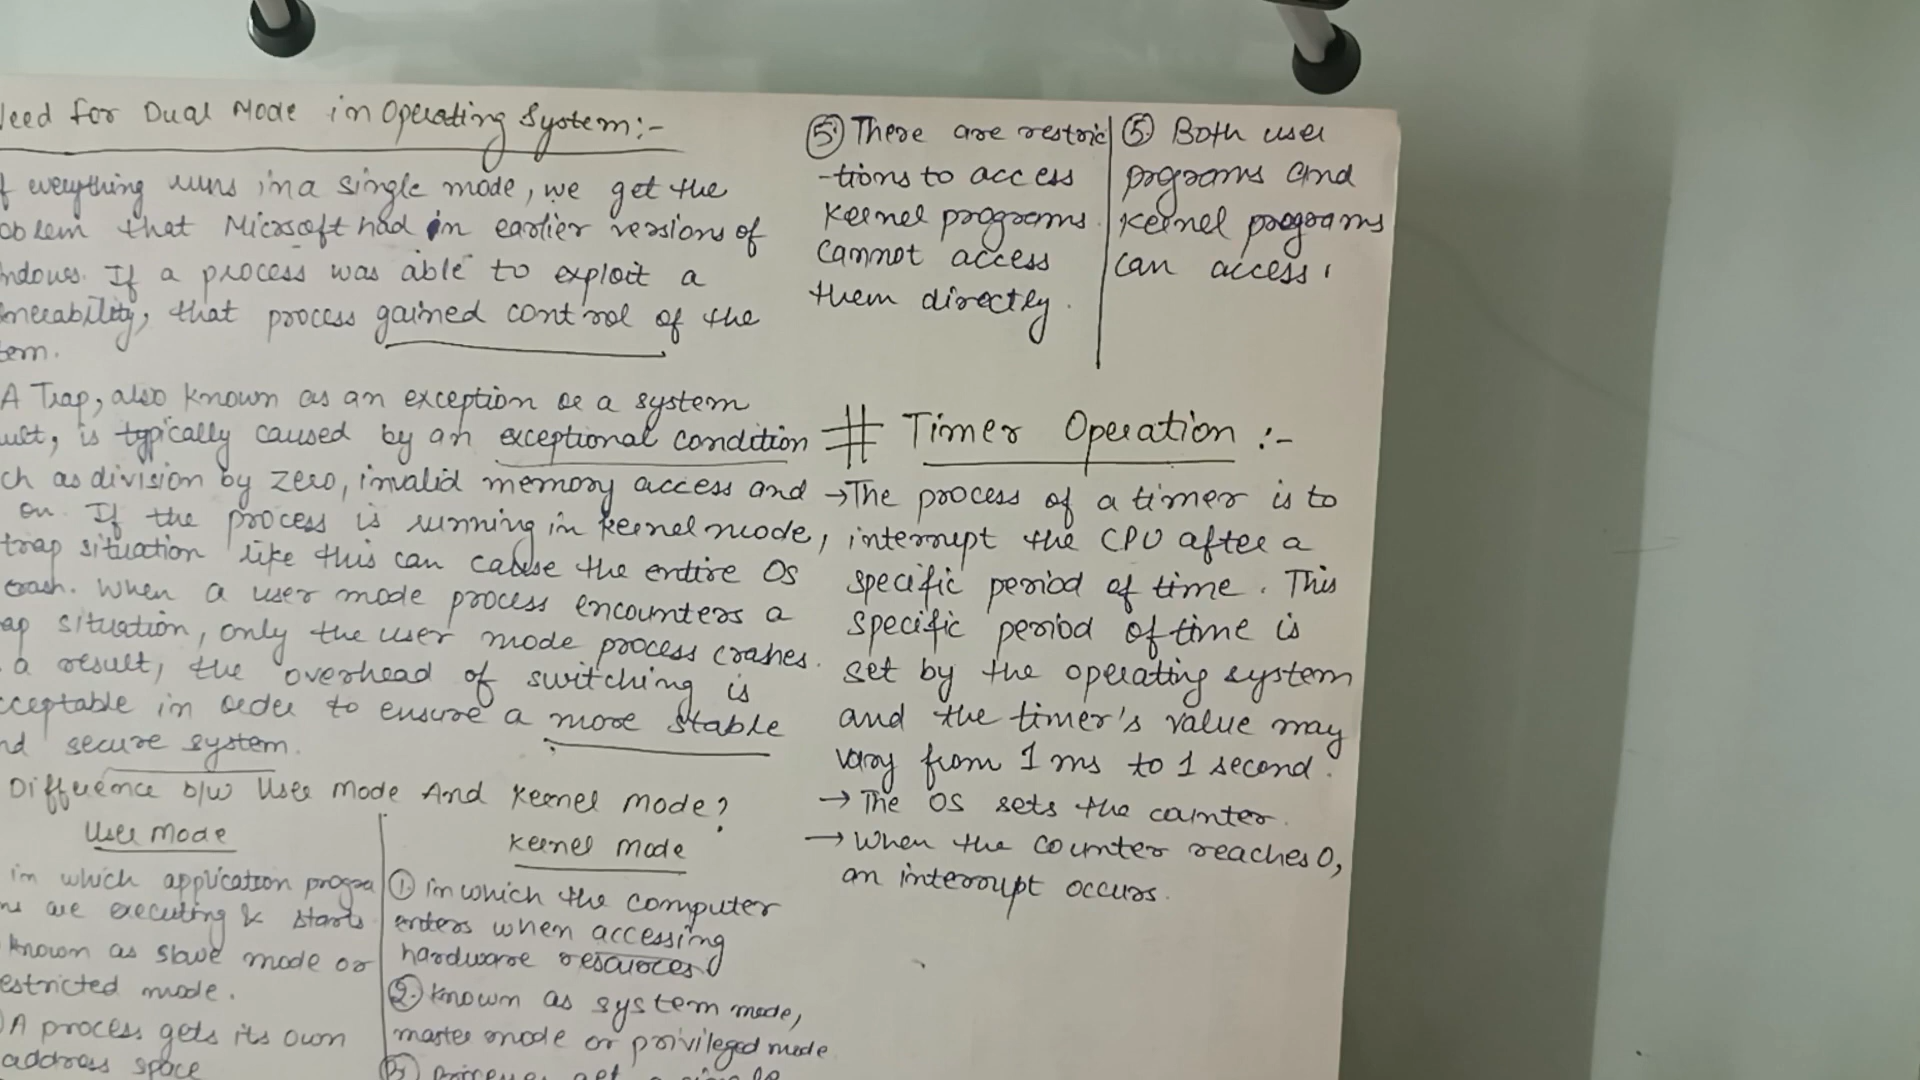 Need for Dual Mode in Operating System:-
If everything runs in a single mode, we get the
problem that Microsoft had in earlier versions of
Windows. If a process was able to exploit a
vulnerability, that process gained control of the
tem.
A Trap, also known as an exception or a system
ult, is typically caused by an exceptional condition
ch as division by zero, invalid memory access and
on. If the process is running in kernel mode,
trap situation like this can cause the entire OS
crash. When a user mode process encounters a
ap situation, only the user mode process crashes.
a result, the overhead of switching is
cceptable in order to ensure a more stable
nd secure system.
Difference b/w User mode And Kernel mode?
User mode
in which application progra
ms are executing & starts
known as slave mode or
estricted mode.
A process gets its own
address space
Kernel mode
① in which the computer
enters when accessing
hardware resources
② Known as system mode,
master mode or privileged mode
③
⑤ There are restric
-tions to access
Kernel programs.
Cannot access
them directly.
⑤ Both user
programs and
Kernel programs
can access.
# Timer Operation :-
→ The process of a timer is to
interrupt the CPU after a
specific period of time. This
specific period of time is
set by the operating system
and the timer's value may
vary from 1 ms to 1 second.
→ The OS sets the counter.
→ When the counter reaches 0,
an interrupt occurs.